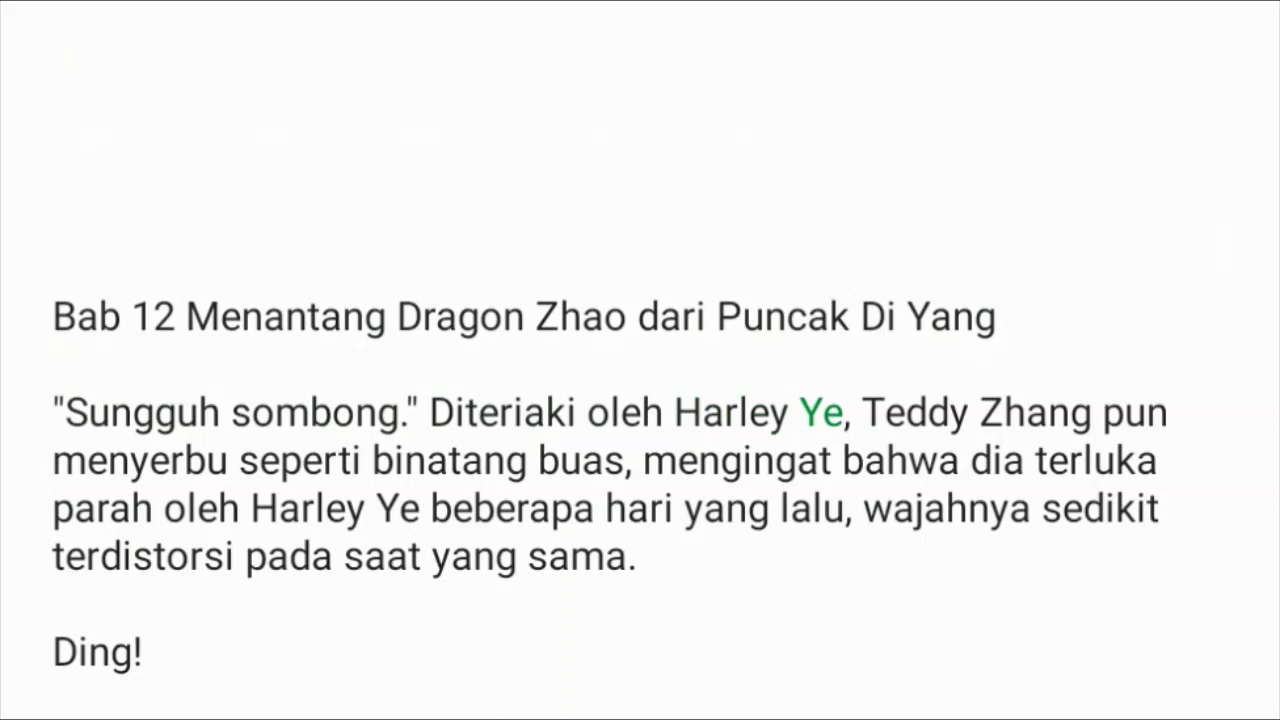 Bab 12 Menantang Dragon Zhao dari Puncak Di Yang
"Sungguh sombong." Diteriaki oleh Harley Ye, Teddy Zhang pun
menyerbu seperti binatang buas, mengingat bahwa dia terluka
parah oleh Harley Ye beberapa hari yang lalu, wajahnya sedikit
terdistorsi pada saat yang sama.
Ding!